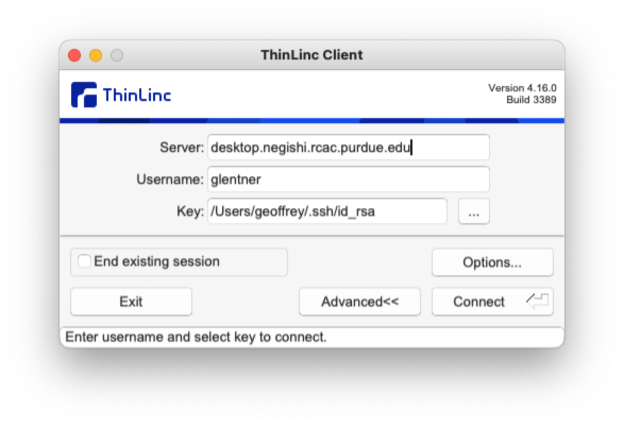 ThinLinc Client
ThinLinc
Version 4.16.0
Build 3389
Server: desktop.negishi.rcac.purdue.edu
Username: glentner
Key: /Users/geoffrey/.ssh/id_rsa ...
End existing session Options...
Exit Advanced<< Connect
Enter username and select key to connect.